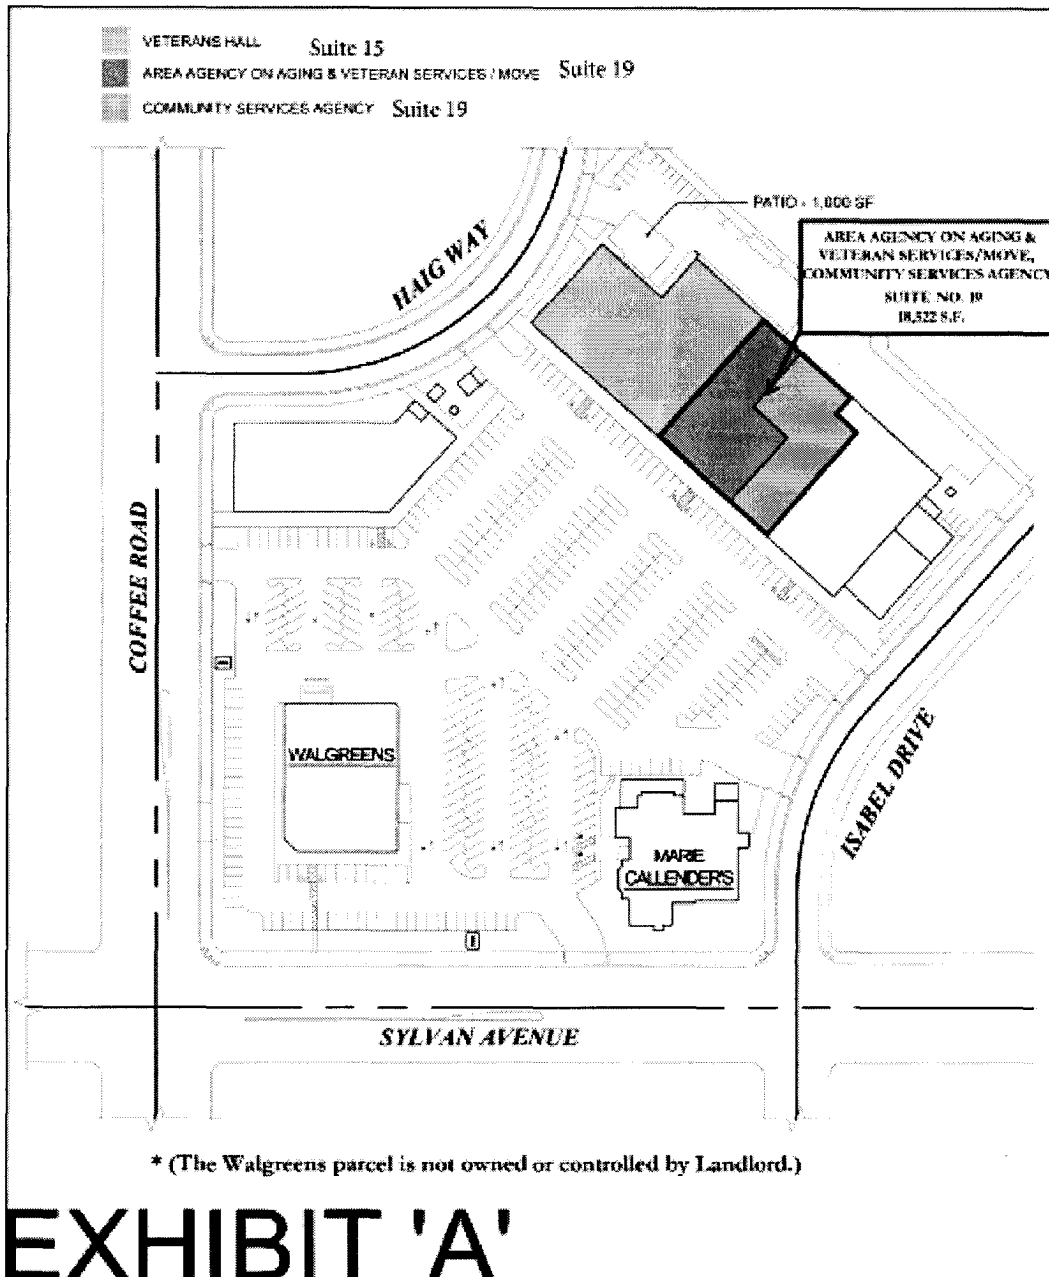 VETERANS HALL Suite 15
AREA AGENCY ON AGING & VETERAN SERVICES / MOVE Suite 19
COMMUNITY SERVICES AGENCY Suite 19
PATIO - 1,000 SF
AREA AGENCY ON AGING &
VETERAN SERVICES/MOVE,
COMMUNITY SERVICES AGENCY
SUITE NO. 19
18,322 S.F.
HAIG WAY
COFFEE ROAD
WALGREENS
MARIE
CALLENDER'S
ISABEL DRIVE
SYLVAN AVENUE
* (The Walgreens parcel is not owned or controlled by Landlord.)
EXHIBIT 'A'